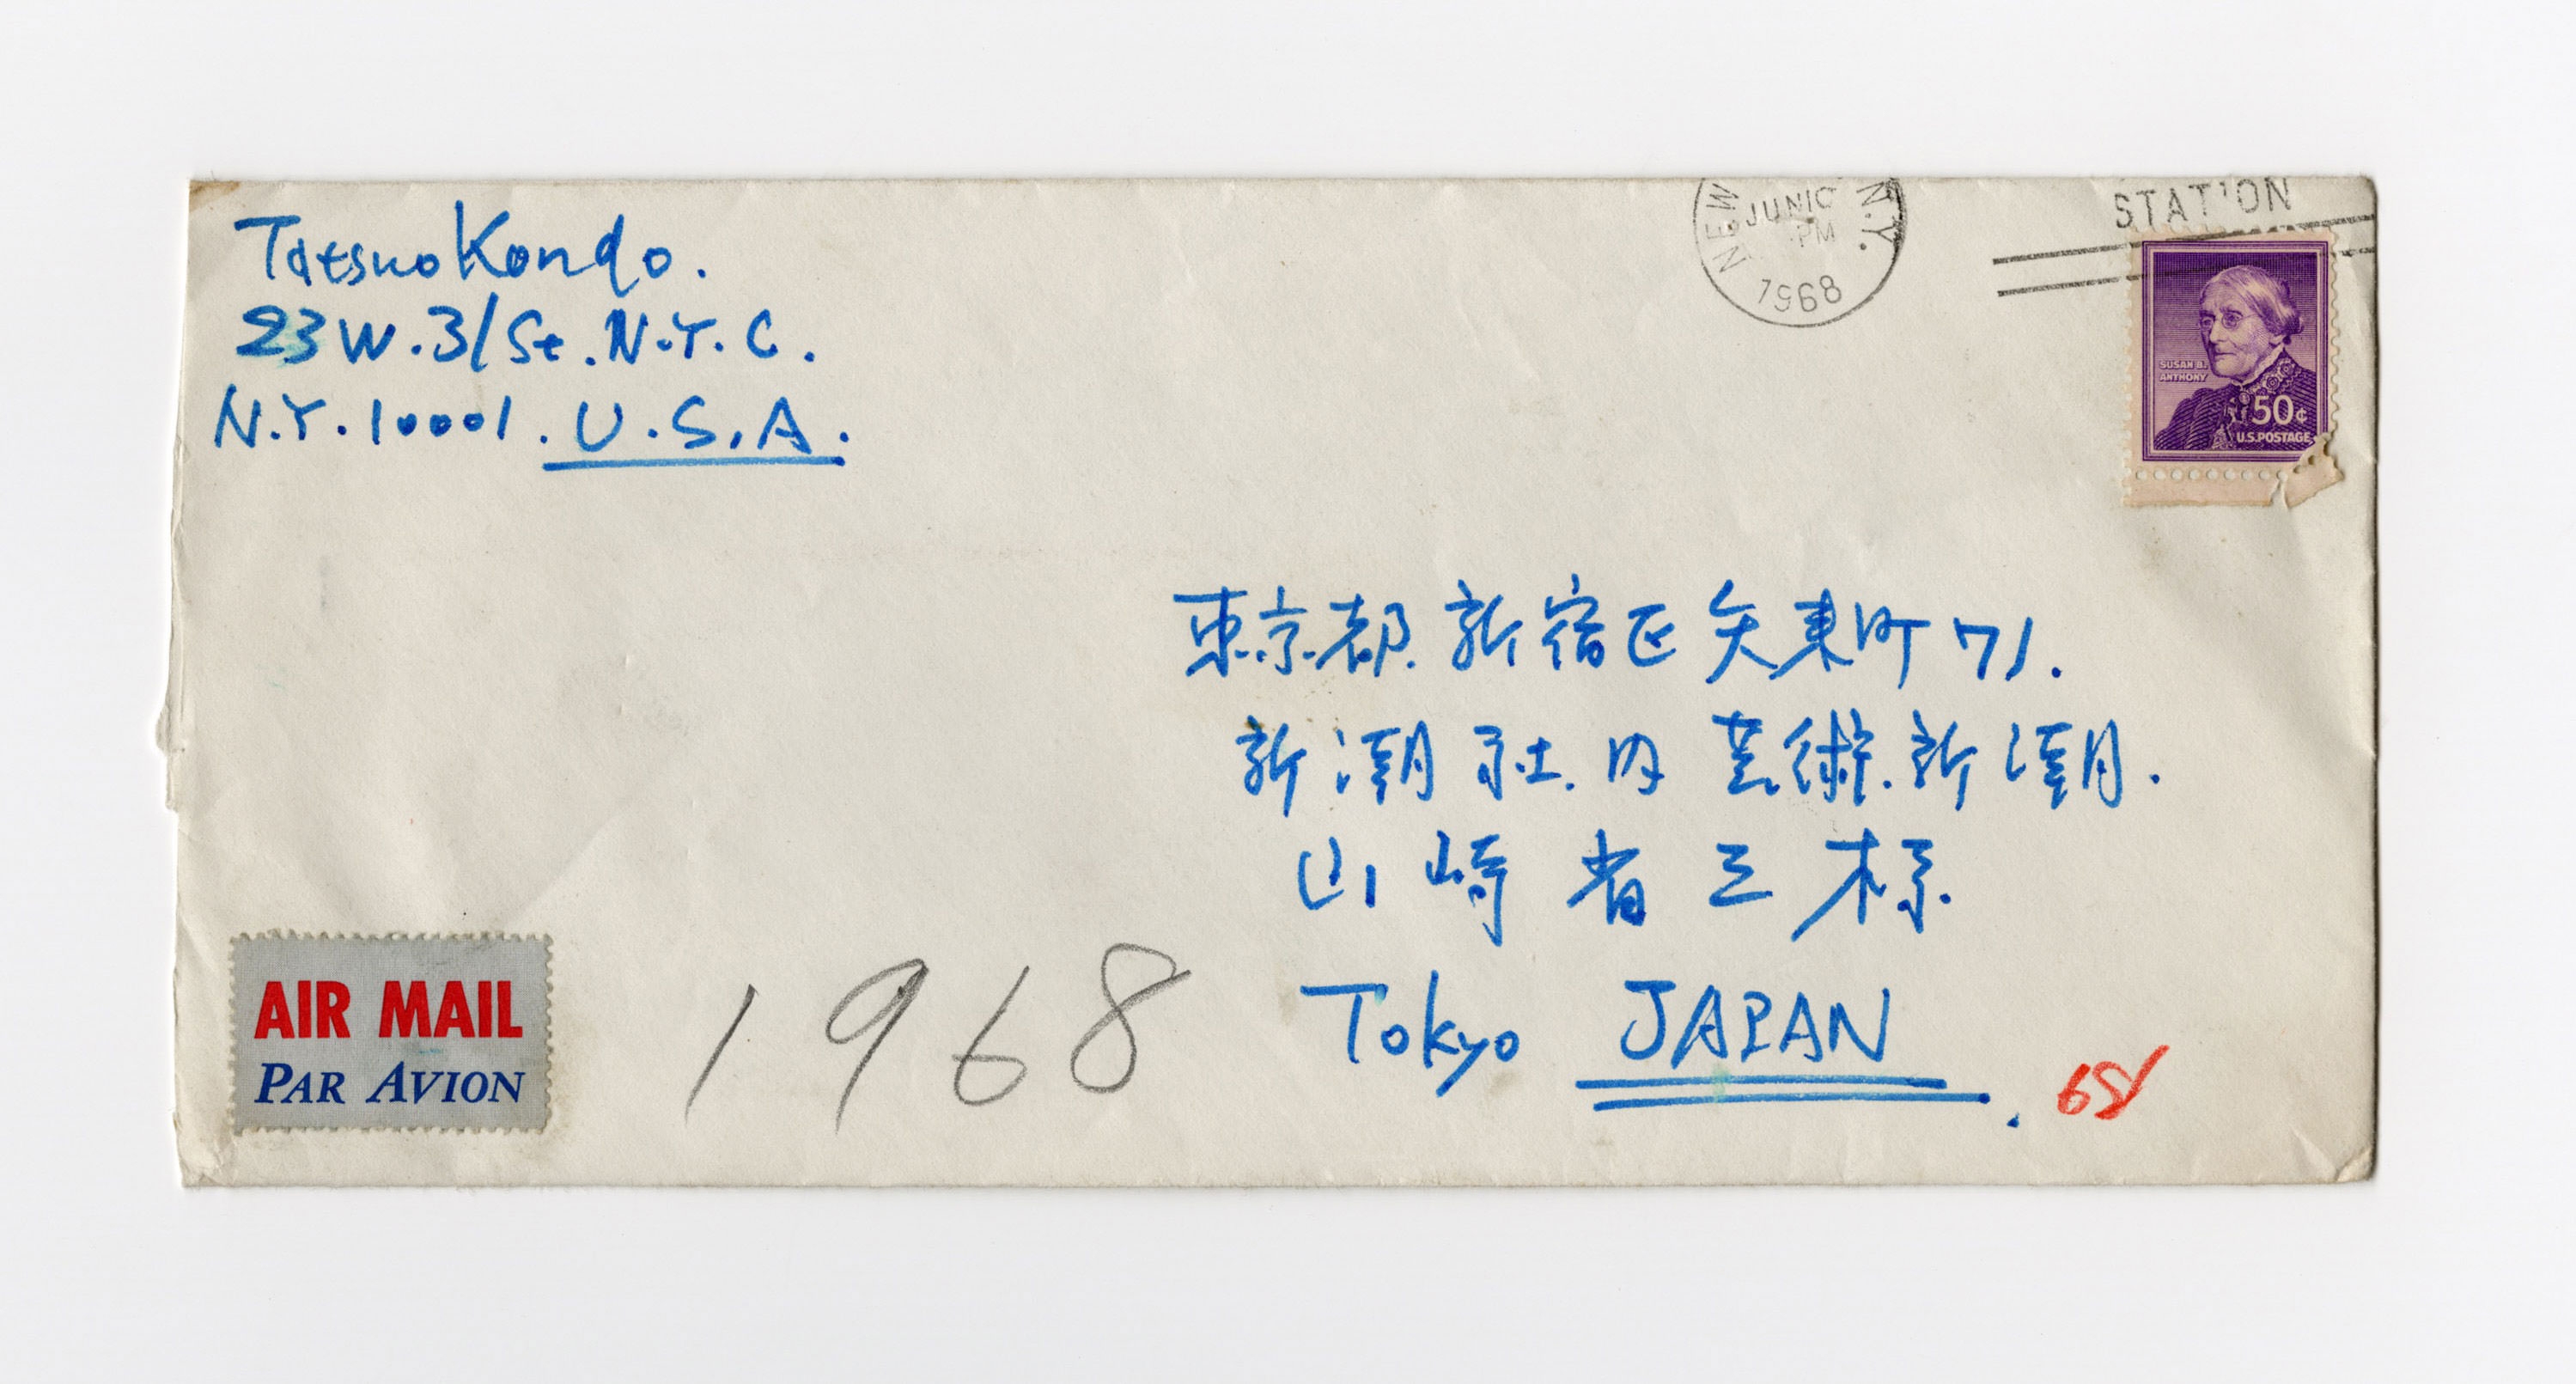 Tatsuo Kondo.
23 W. 31 St. N.Y.C.
N.Y. 10001. U.S.A.
NEW N.Y.
JUN 10
PM
1968
STATION
SUSAN B.
ANTHONY
50¢
U.S. POSTAGE
東京都 新宿区 矢来町 71.
新潮社.内 芸術.新潮.
山崎省三様
Tokyo JAPAN
AIR MAIL
PAR AVION
1968
68